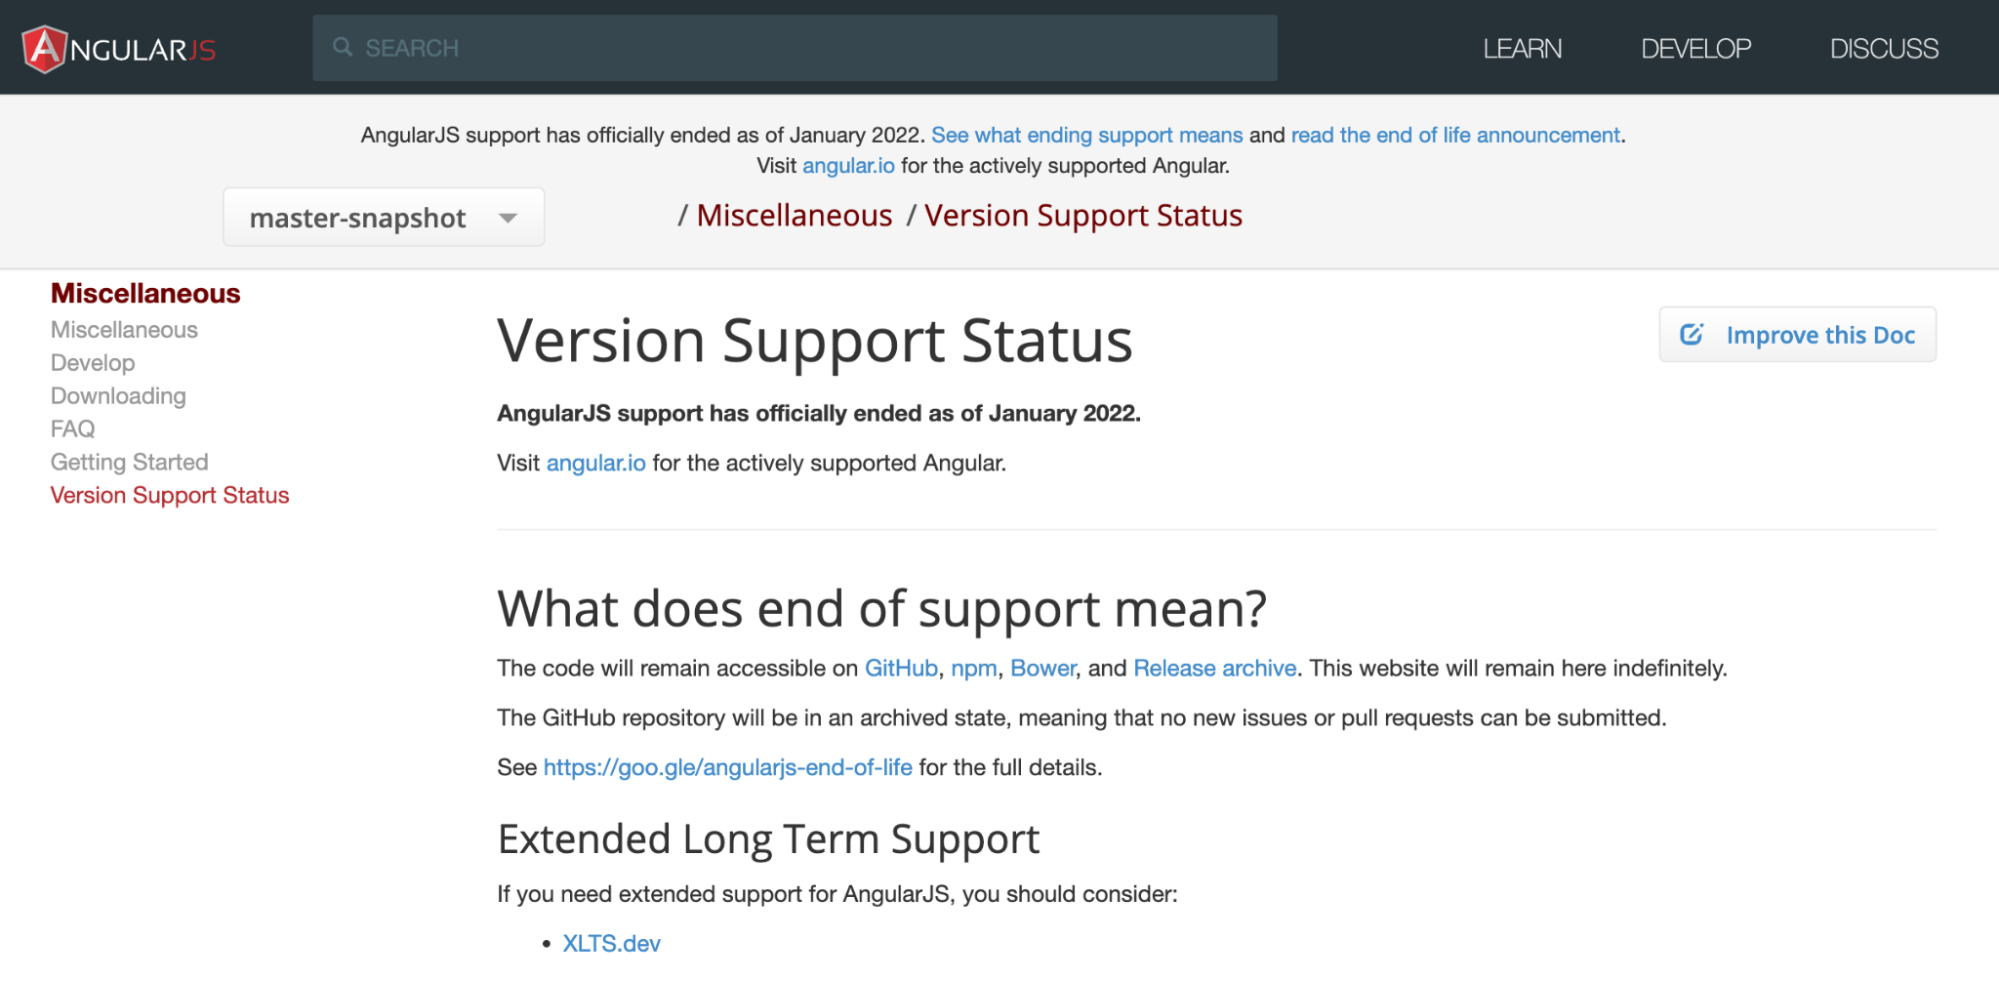 ANGULARJS
SEARCH
LEARN
DEVELOP
DISCUSS
AngularJS support has officially ended as of January 2022. See what ending support means and read the end of life announcement.
Visit angular.io for the actively supported Angular.
master-snapshot
/ Miscellaneous / Version Support Status
Miscellaneous
Miscellaneous
Develop
Downloading
FAQ
Getting Started
Version Support Status
Version Support Status
Improve this Doc
AngularJS support has officially ended as of January 2022.
Visit angular.io for the actively supported Angular.
What does end of support mean?
The code will remain accessible on GitHub, npm, Bower, and Release archive. This website will remain here indefinitely.
The GitHub repository will be in an archived state, meaning that no new issues or pull requests can be submitted.
See https://goo.gle/angularjs-end-of-life for the full details.
Extended Long Term Support
If you need extended support for AngularJS, you should consider:
• XLTS.dev